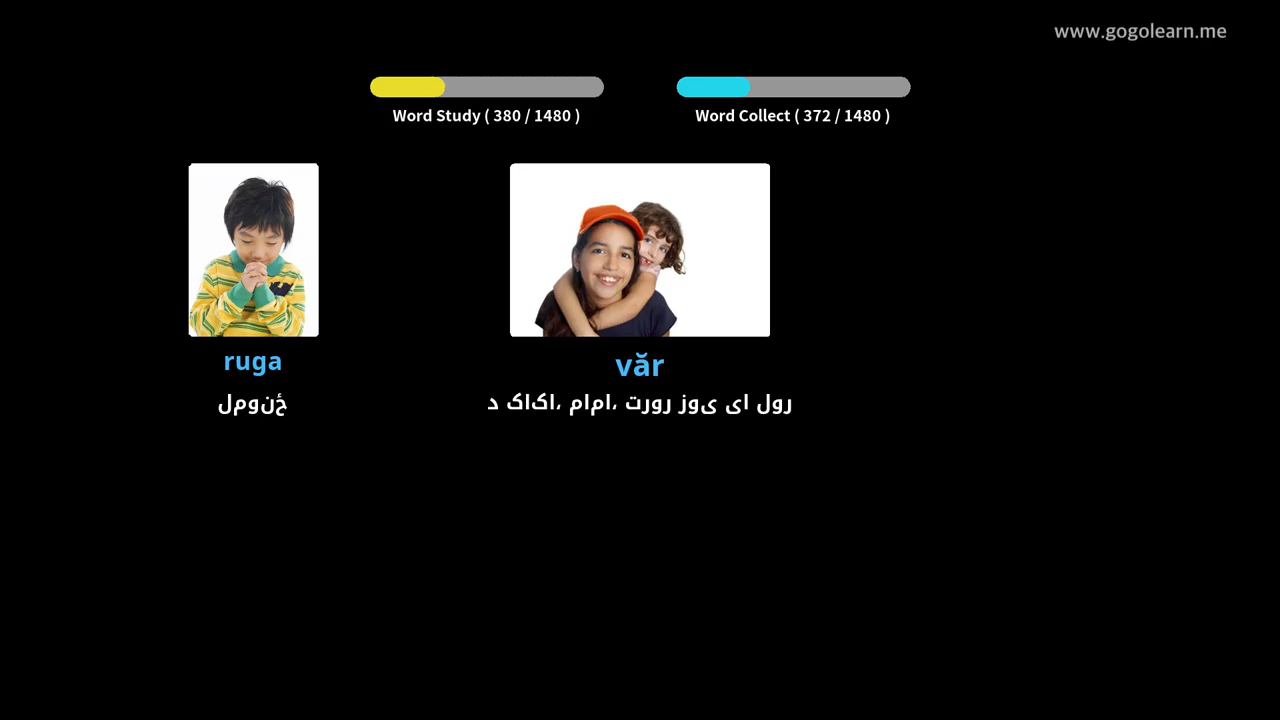 www.gogolearn.me
Word Study ( 380 / 1480 )
Word Collect ( 372 / 1480 )
ruga
لمونځ
văr
د کاکا، ماما، ترور زوی یا لور